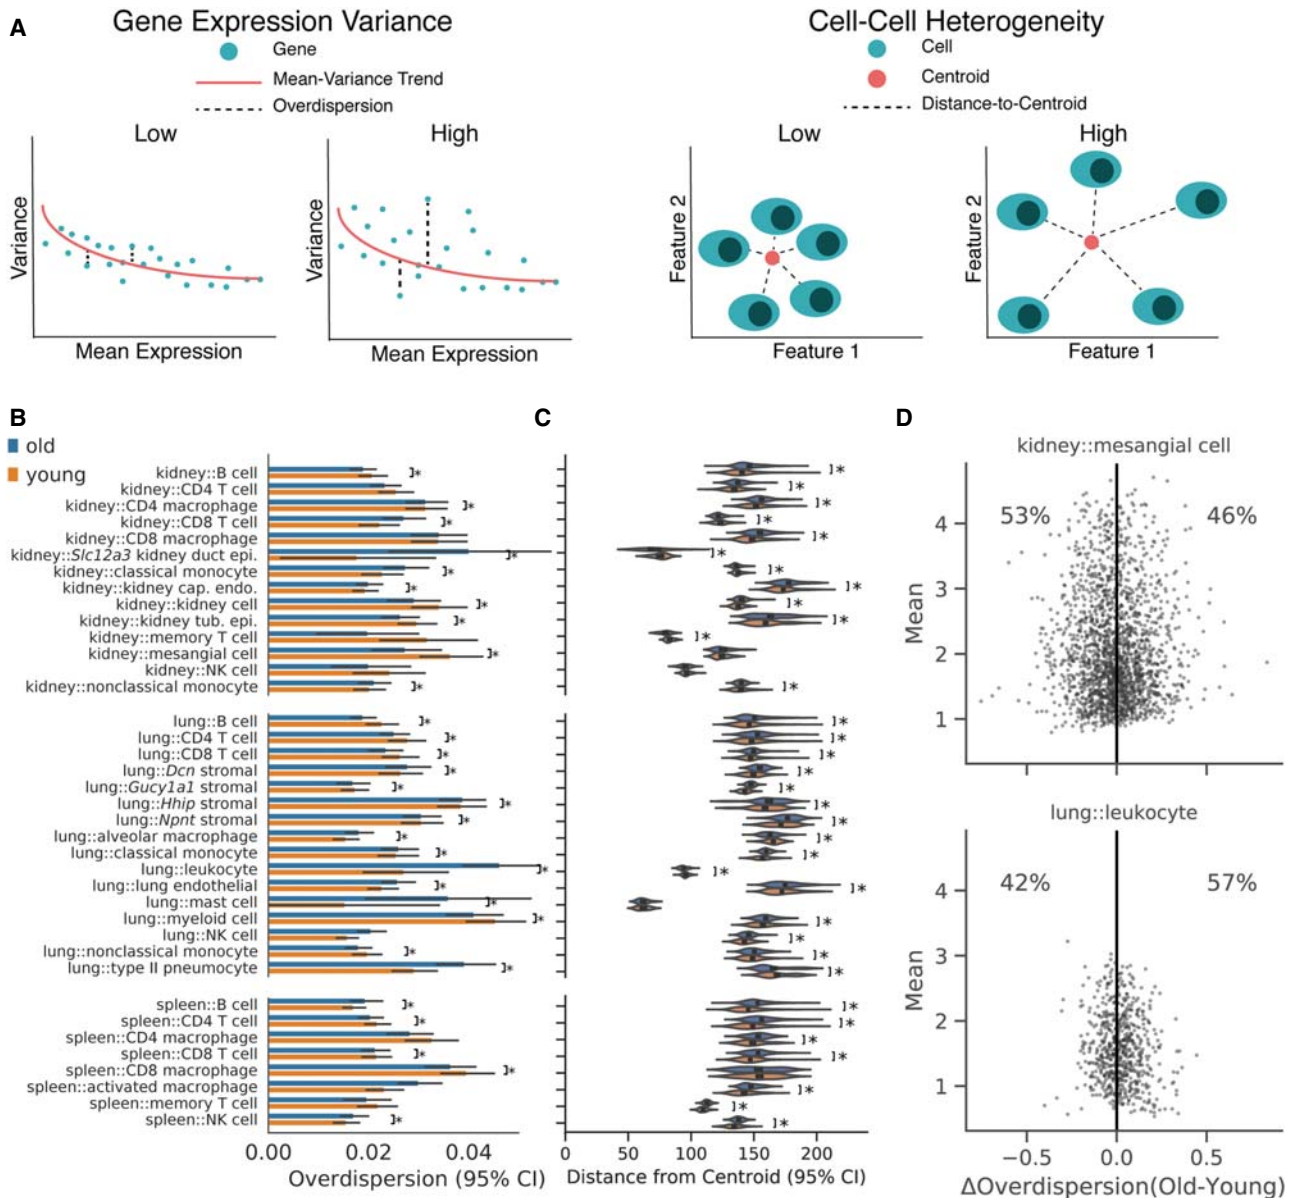 A
Gene Expression Variance
Gene
Mean-Variance Trend
Overdispersion
Low
High
Variance
Mean Expression
Variance
Mean Expression
Cell-Cell Heterogeneity
Cell
Centroid
Distance-to-Centroid
Low
High
Feature 2
Feature 1
Feature 2
Feature 1
B
old
young
kidney::B cell
kidney::CD4 T cell
kidney::CD4 macrophage
kidney::CD8 T cell
kidney::CD8 macrophage
kidney::Slc12a3 kidney duct epi.
kidney::classical monocyte
kidney::kidney cap. endo.
kidney::kidney cell
kidney::kidney tub. epi.
kidney::memory T cell
kidney::mesangial cell
kidney::NK cell
kidney::nonclassical monocyte
lung::B cell
lung::CD4 T cell
lung::CD8 T cell
lung::Dcn stromal
lung::Gucy1a1 stromal
lung::Hhip stromal
lung::Npnt stromal
lung::alveolar macrophage
lung::classical monocyte
lung::leukocyte
lung::lung endothelial
lung::mast cell
lung::myeloid cell
lung::NK cell
lung::nonclassical monocyte
lung::type II pneumocyte
spleen::B cell
spleen::CD4 T cell
spleen::CD4 macrophage
spleen::CD8 T cell
spleen::CD8 macrophage
spleen::activated macrophage
spleen::memory T cell
spleen::NK cell
0.00 0.02 0.04
Overdispersion (95% CI)
C
0 50 100 150 200
Distance from Centroid (95% CI)
D
kidney::mesangial cell
53% 46%
4
3
2
1
Mean
lung::leukocyte
42% 57%
4
3
2
1
Mean
−0.5 0.0 0.5
ΔOverdispersion(Old-Young)